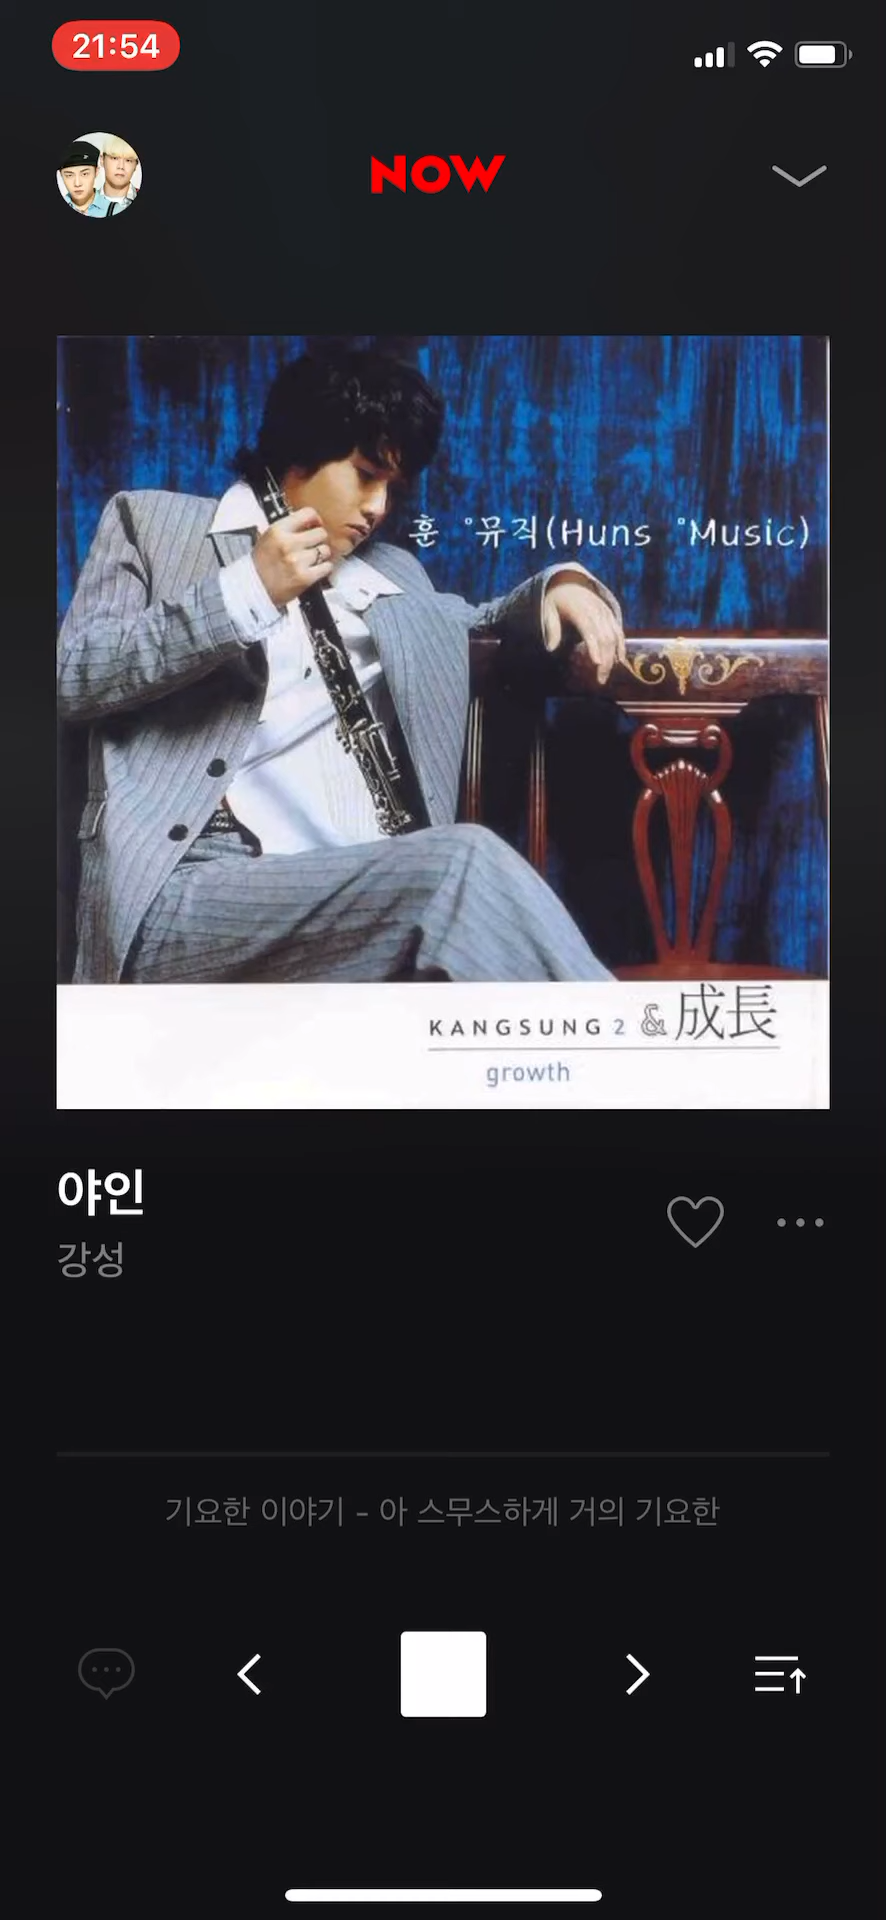 21:54
NOW
훈 °뮤직(Huns °Music)
KANGSUNG 2 & 成長
growth
야인
강성
기요한 이야기 - 아 스무스하게 거의 기요한